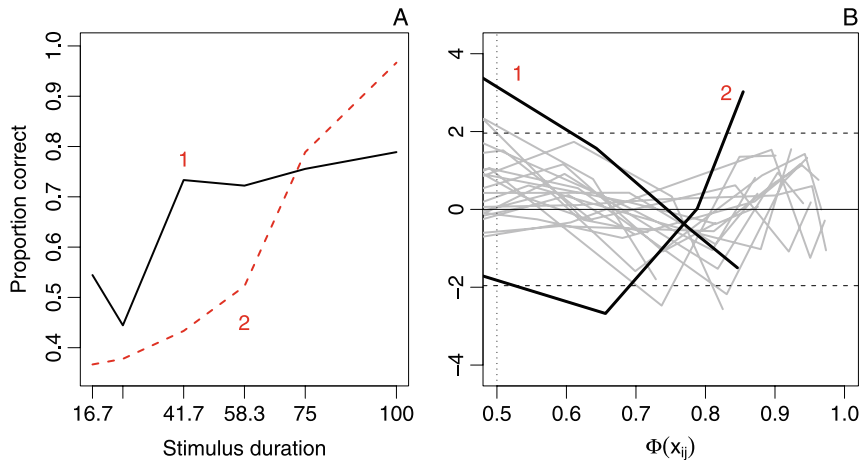 A
B
Proportion correct
1.0
0.9
0.8
0.7
0.6
0.5
0.4
1
2
16.7 41.7 58.3 75 100
Stimulus duration
4
2
0
−2
−4
1
2
0.5 0.6 0.7 0.8 0.9 1.0
Φ(xij)